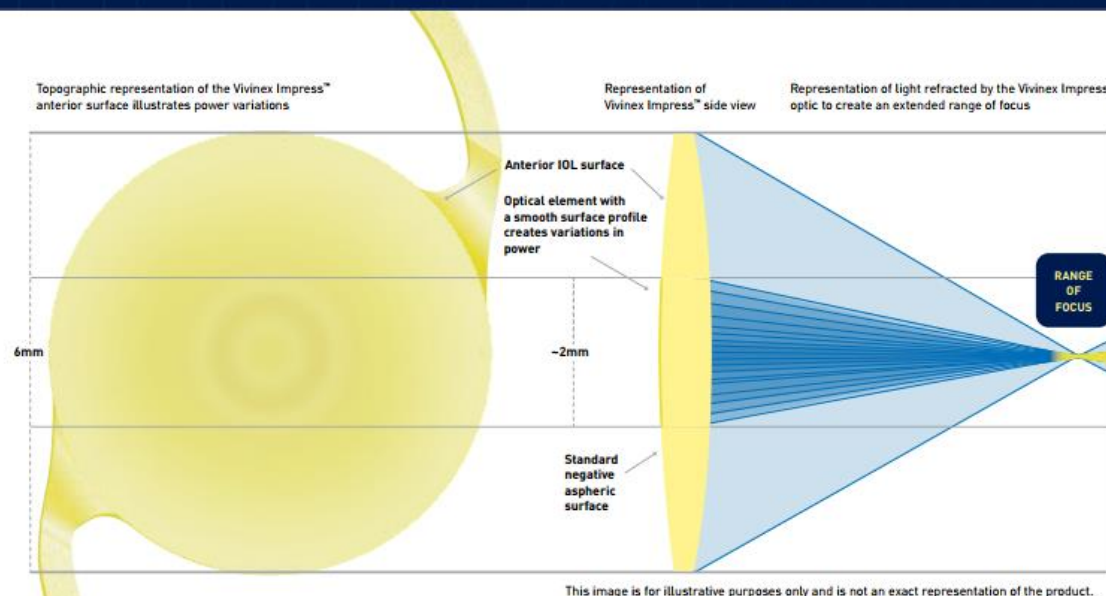 Topographic representation of the Vivinex Impress™
anterior surface illustrates power variations
Representation of
Vivinex Impress™ side view
Representation of light refracted by the Vivinex Impress
optic to create an extended range of focus
Anterior IOL surface
Optical element with
a smooth surface profile
creates variations in
power
RANGE
OF
FOCUS
6mm
~2mm
Standard
negative
aspheric
surface
This image is for illustrative purposes only and is not an exact representation of the product.